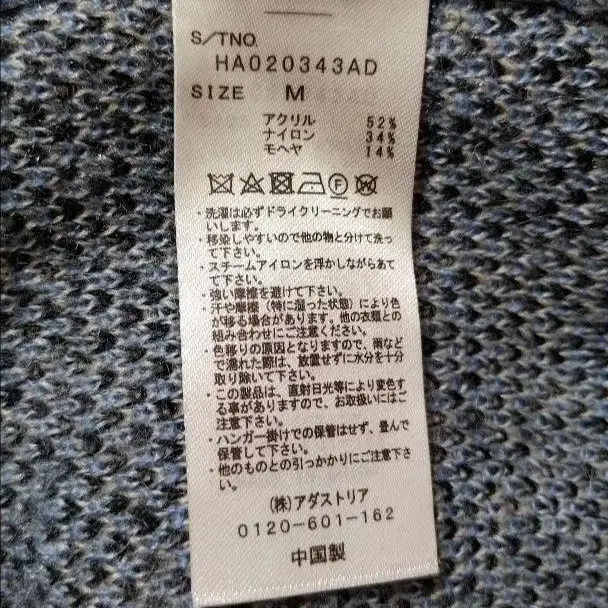 S/TNO.
HA020343AD
SIZE M
アクリル 52%
ナイロン 34%
モヘヤ 14%
F W
・洗濯は必ずドライクリーニングでお願
いします。
・移染しやすいので他の物と分けて洗っ
て下さい。
・スチームアイロンを浮かしながらあて
て下さい。
・強い摩擦を避けて下さい。
・汗や摩擦（特に湿った状態）により色
が移る場合があります。他の衣類との
組み合わせにご注意ください。
・色移りの原因となりますので、雨など
で濡れた際は、放置せずに水分を十分
取り除いて下さい。
・この製品は、直射日光等により変色す
る事がありますので、お取扱いにはご
注意下さい。
・ハンガー掛けでの保管はせず、畳んで
保管して下さい。
・他のものとの引っかかりにご注意下さ
い。
(株)アダストリア
0120-601-162
中国製